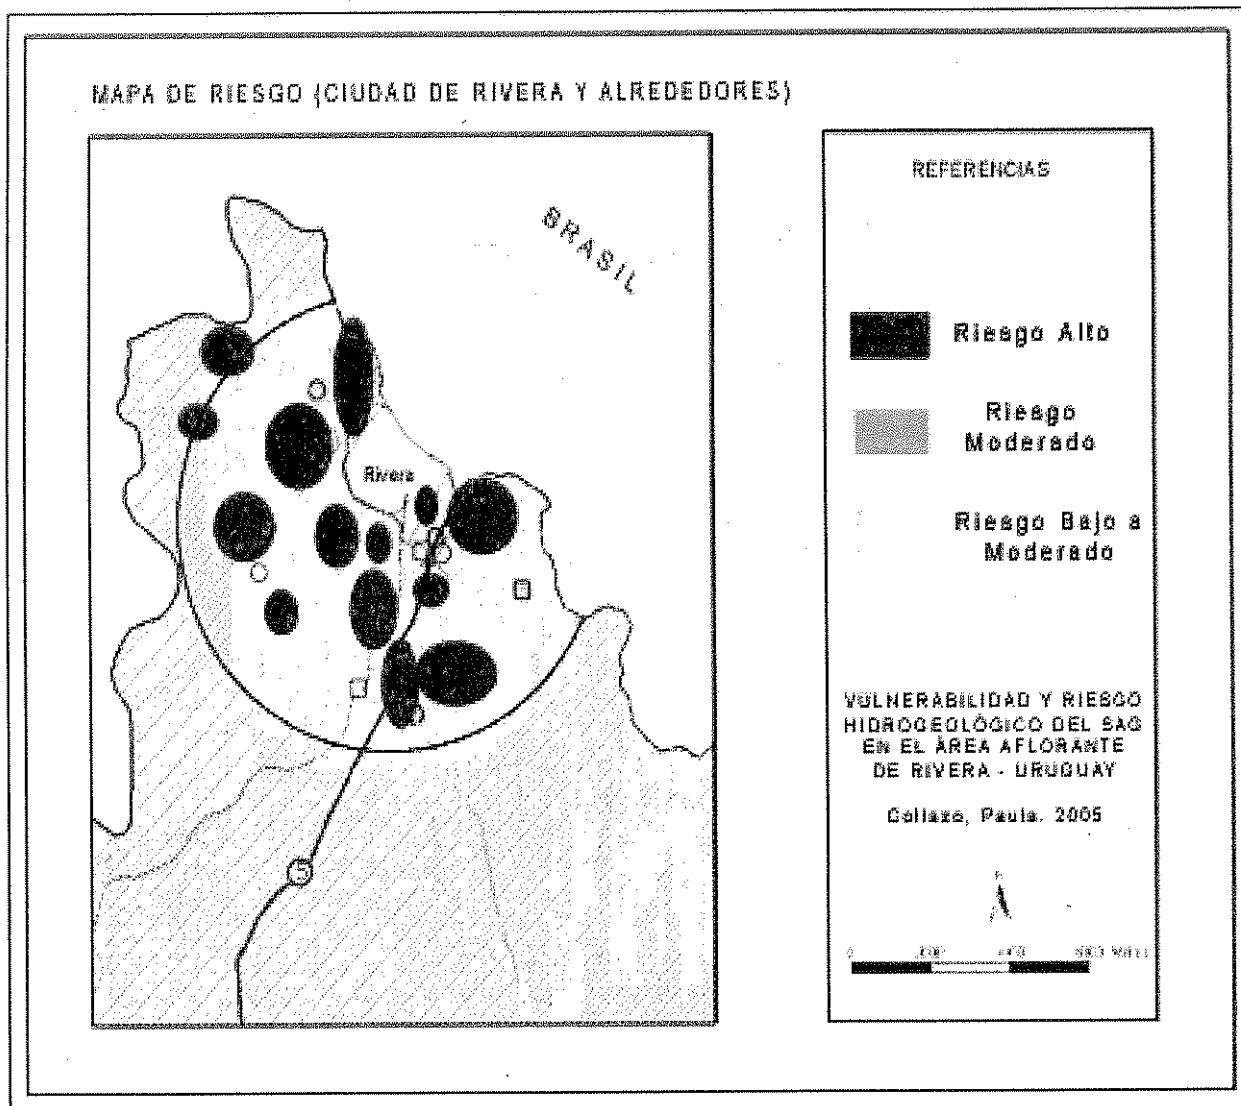 MAPA DE RIESGO (CIUDAD DE RIVERA Y ALREDEDORES)
BRASIL
Rivera
5
REFERENCIAS
Riesgo Alto
Riesgo
Moderado
Riesgo Bajo a
Moderado
VULNERABILIDAD Y RIESGO
HIDROGEOLÓGICO DEL SAG
EN EL ÁREA AFLORANTE
DE RIVERA - URUGUAY
Collazo, Paula. 2005
0